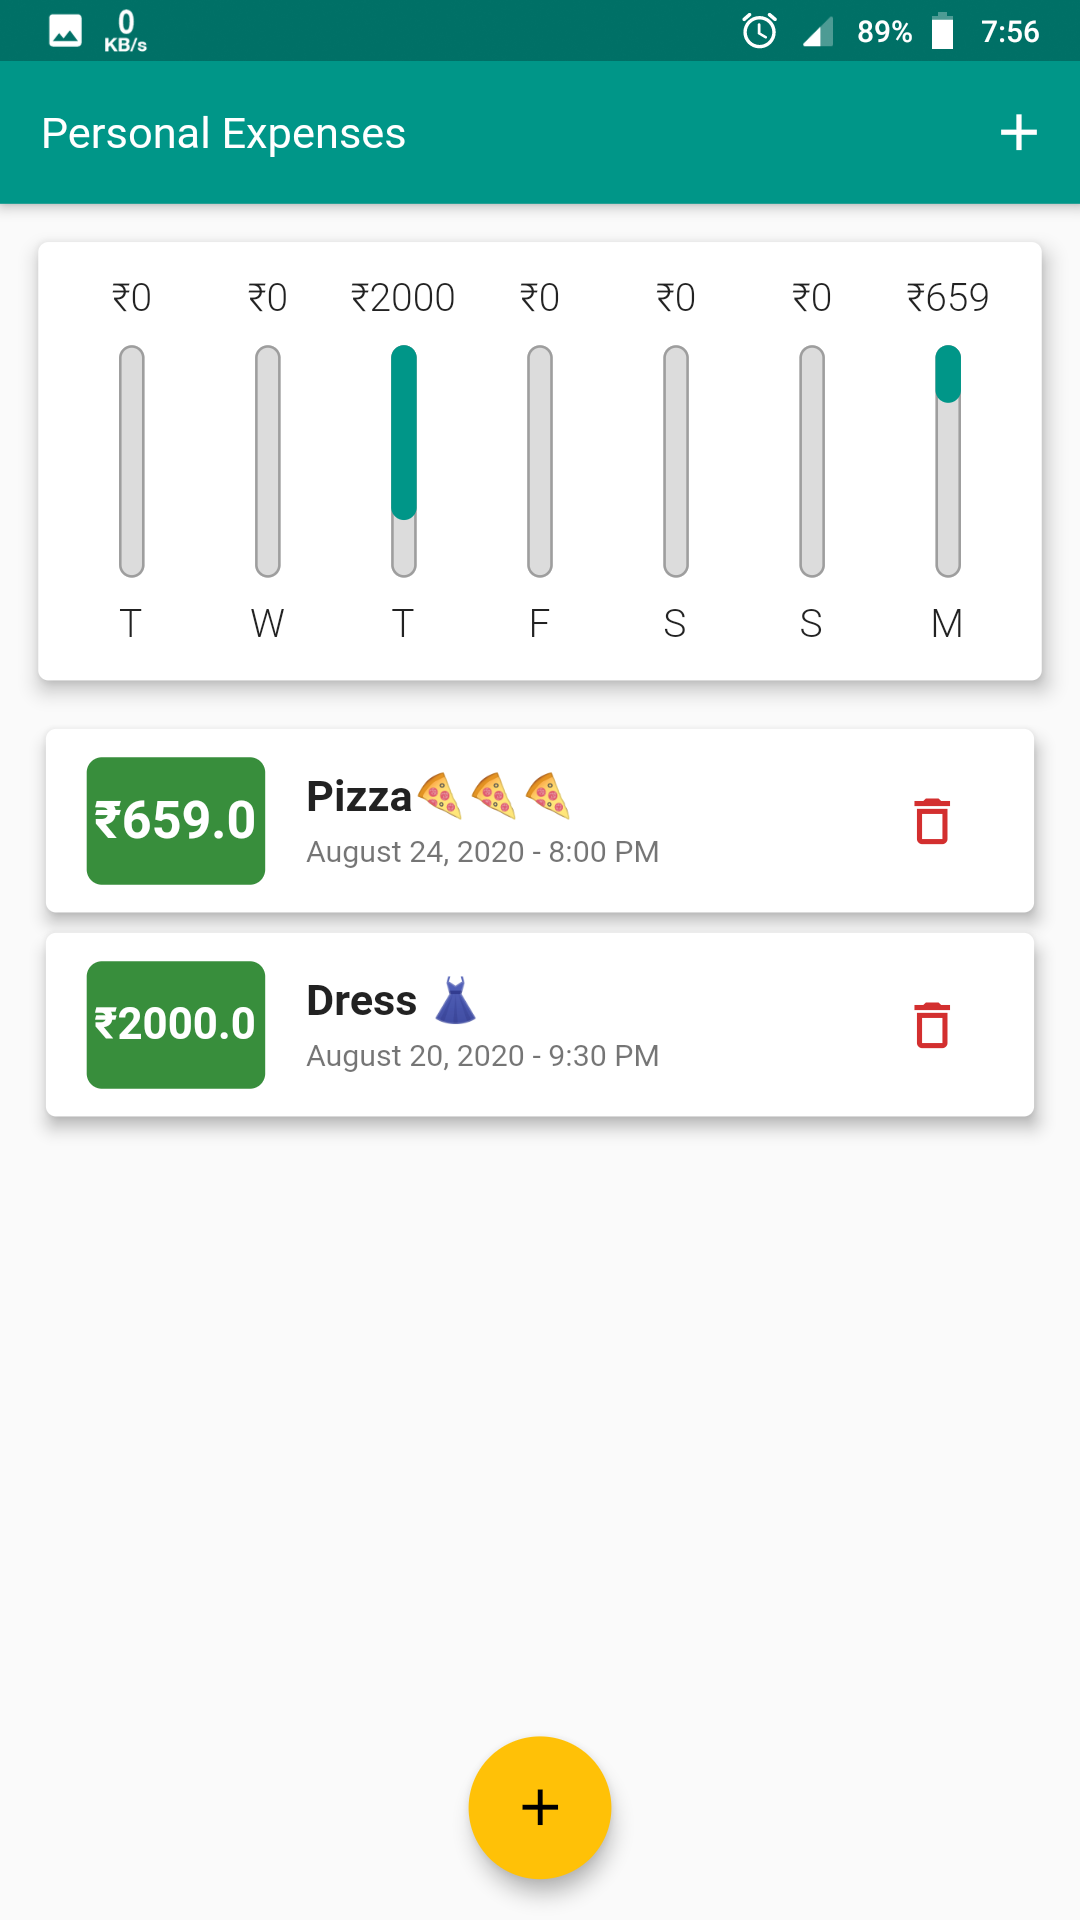 0
KB/s
89% 7:56
Personal Expenses
₹0 ₹0 ₹2000 ₹0 ₹0 ₹0 ₹659
T W T F S S M
₹659.0
Pizza🍕🍕🍕
August 24, 2020 - 8:00 PM
₹2000.0
Dress 👗
August 20, 2020 - 9:30 PM